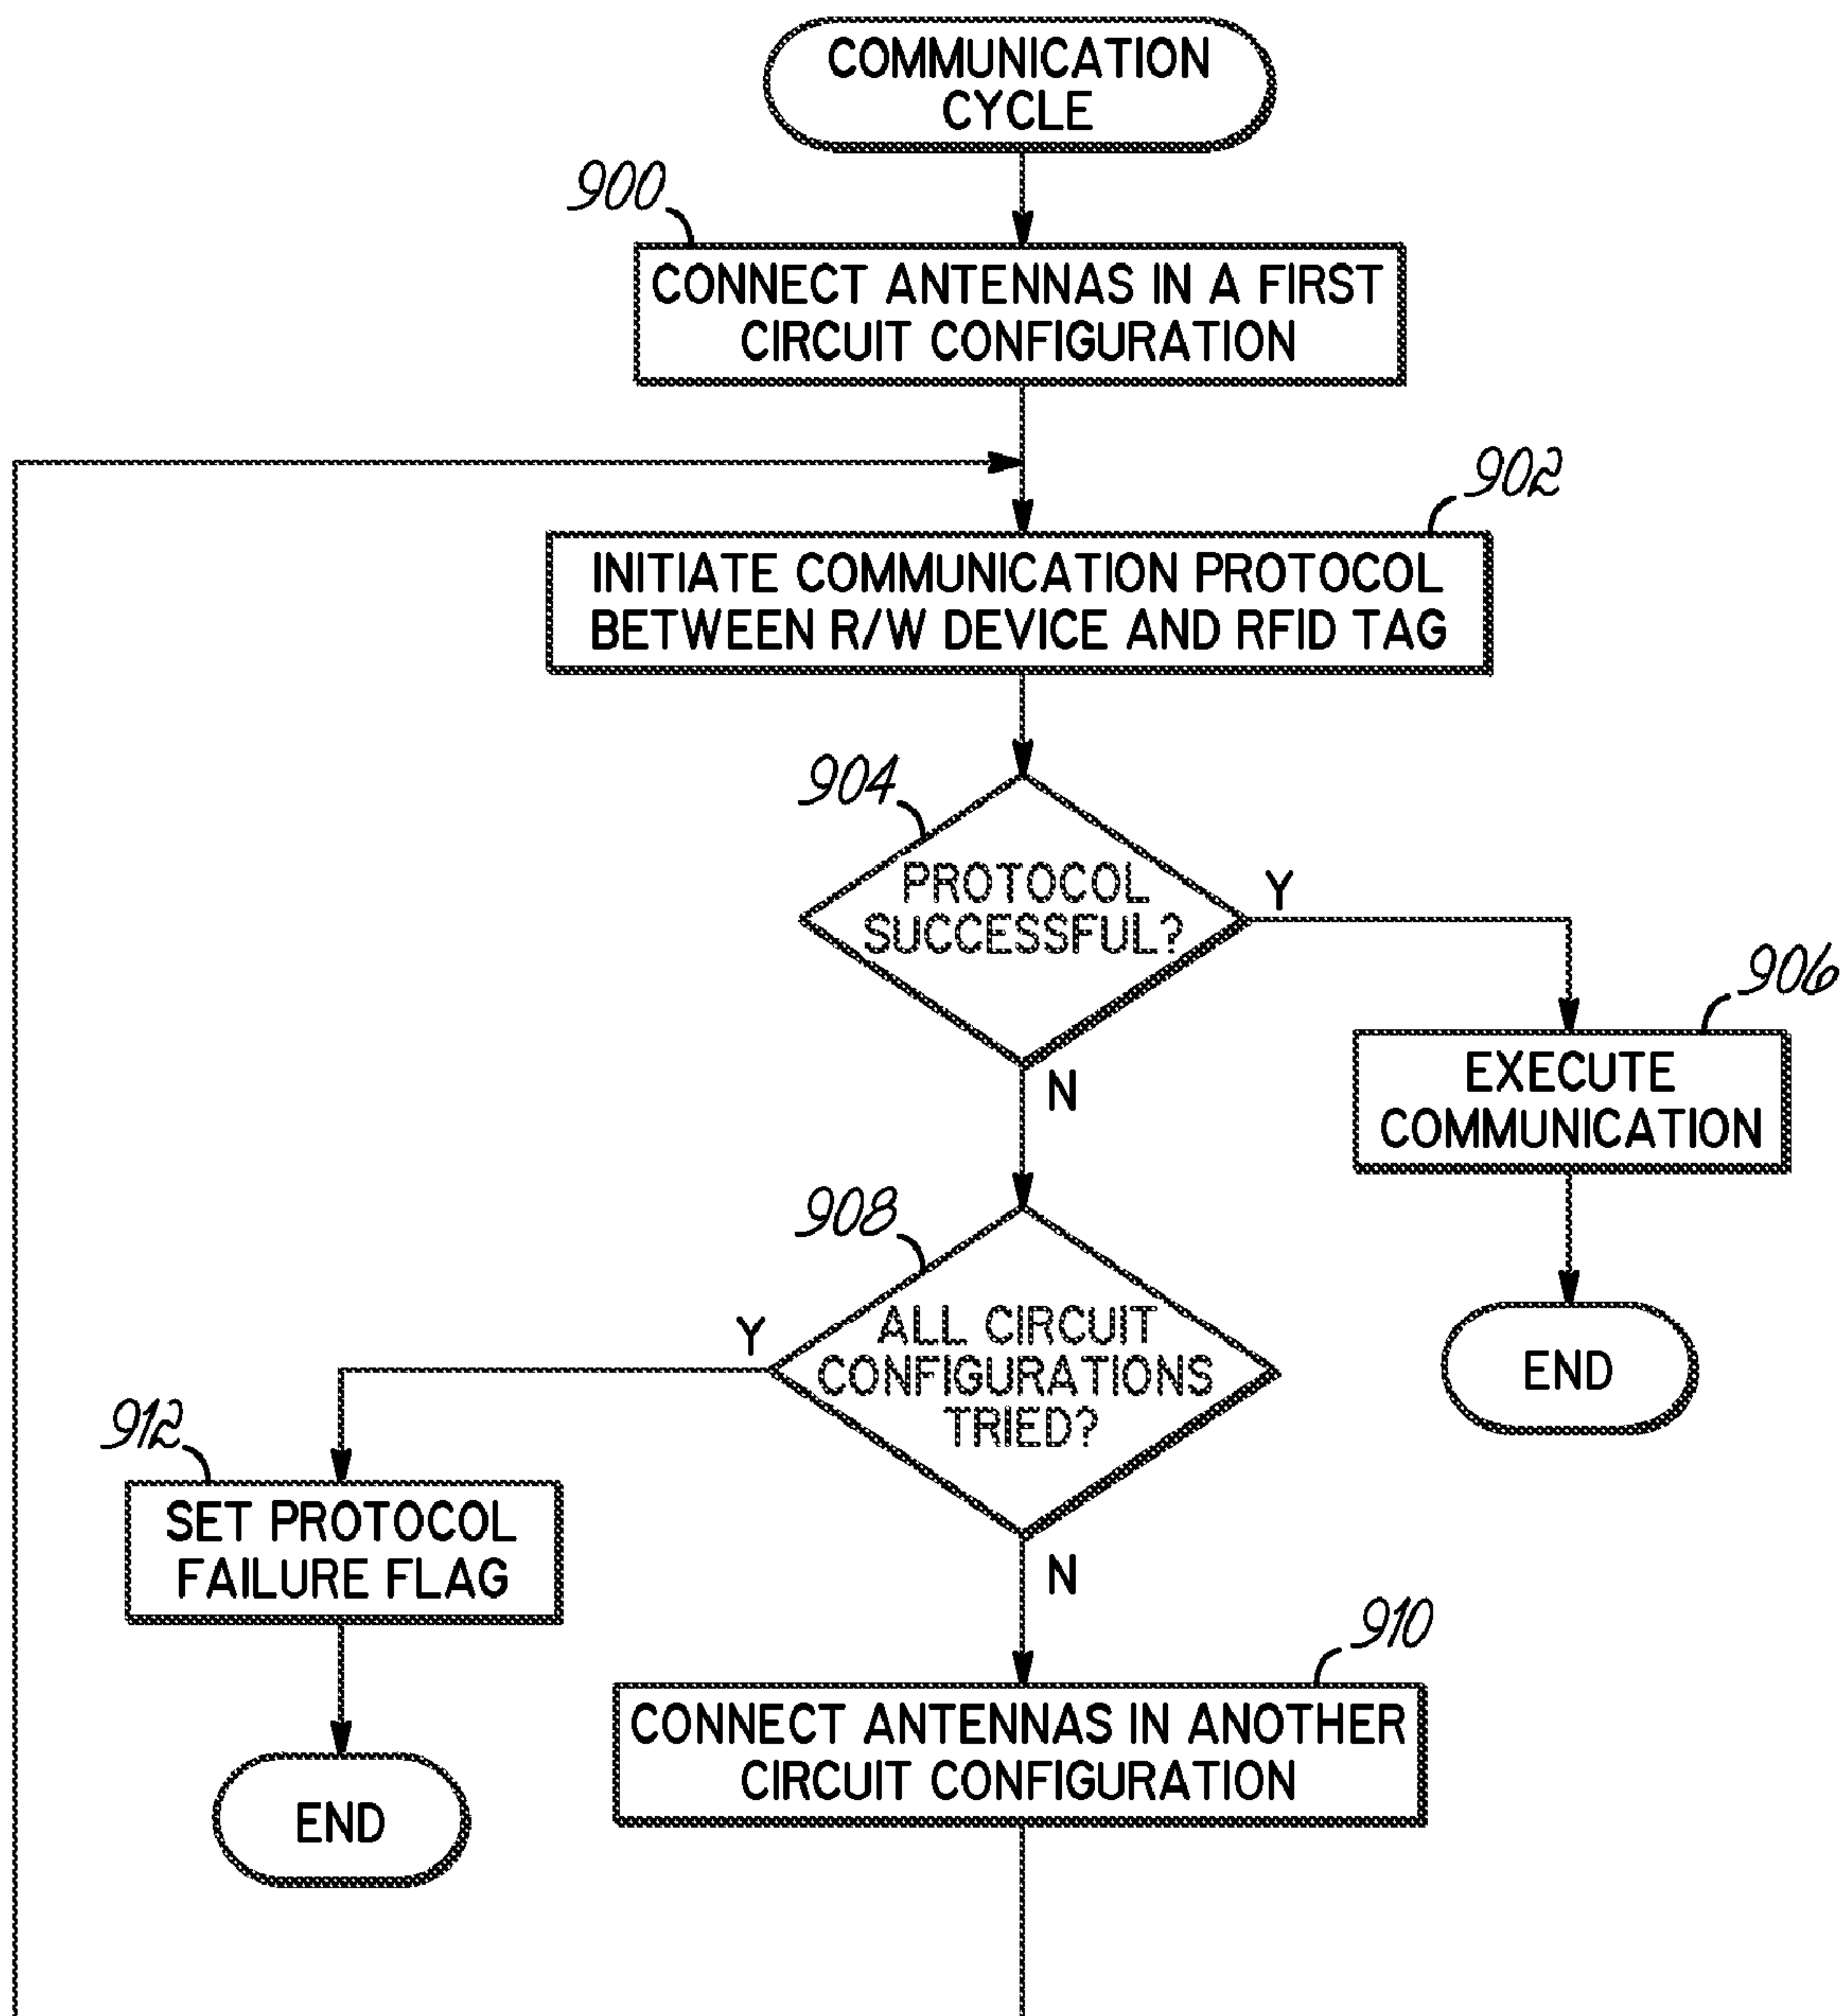 COMMUNICATION
CYCLE
900
CONNECT ANTENNAS IN A FIRST
CIRCUIT CONFIGURATION
902
INITIATE COMMUNICATION PROTOCOL
BETWEEN R/W DEVICE AND RFID TAG
904
PROTOCOL
SUCCESSFUL?
Y
906
EXECUTE
COMMUNICATION
END
N
908
ALL CIRCUIT
CONFIGURATIONS
TRIED?
Y
912
SET PROTOCOL
FAILURE FLAG
END
N
910
CONNECT ANTENNAS IN ANOTHER
CIRCUIT CONFIGURATION